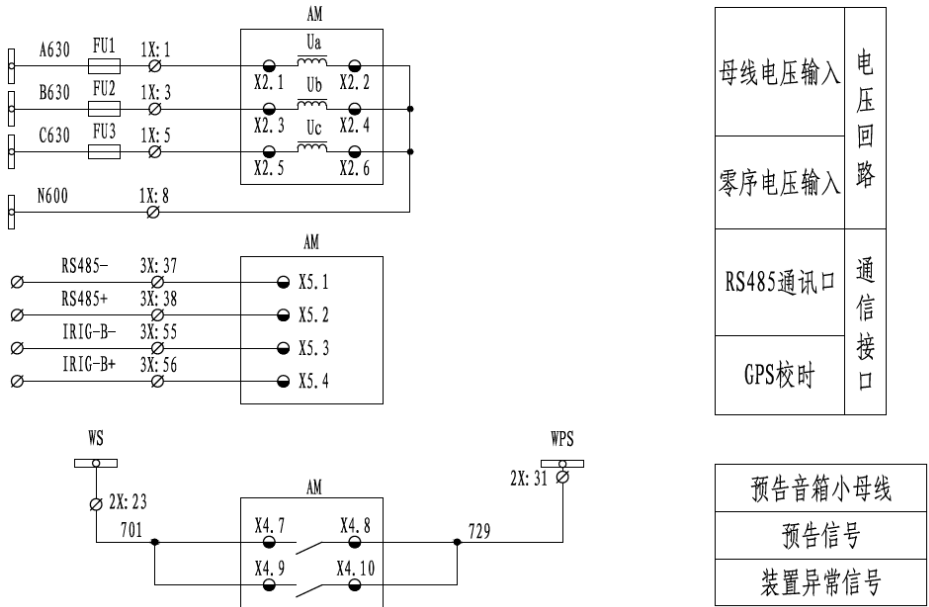 AM
A630 FU1 1X:1 Ua
X2.1 X2.2
B630 FU2 1X:3 Ub
X2.3 X2.4
C630 FU3 1X:5 Uc
X2.5 X2.6
N600 1X:8
母线电压输入
零序电压输入
电压回路
AM
RS485- 3X:37 X5.1
RS485+ 3X:38 X5.2
IRIG-B- 3X:55 X5.3
IRIG-B+ 3X:56 X5.4
RS485通讯口
GPS校时
通信接口
WS WPS
2X:23 2X:31
AM
701 X4.7 X4.8 729
X4.9 X4.10
预告音箱小母线
预告信号
装置异常信号